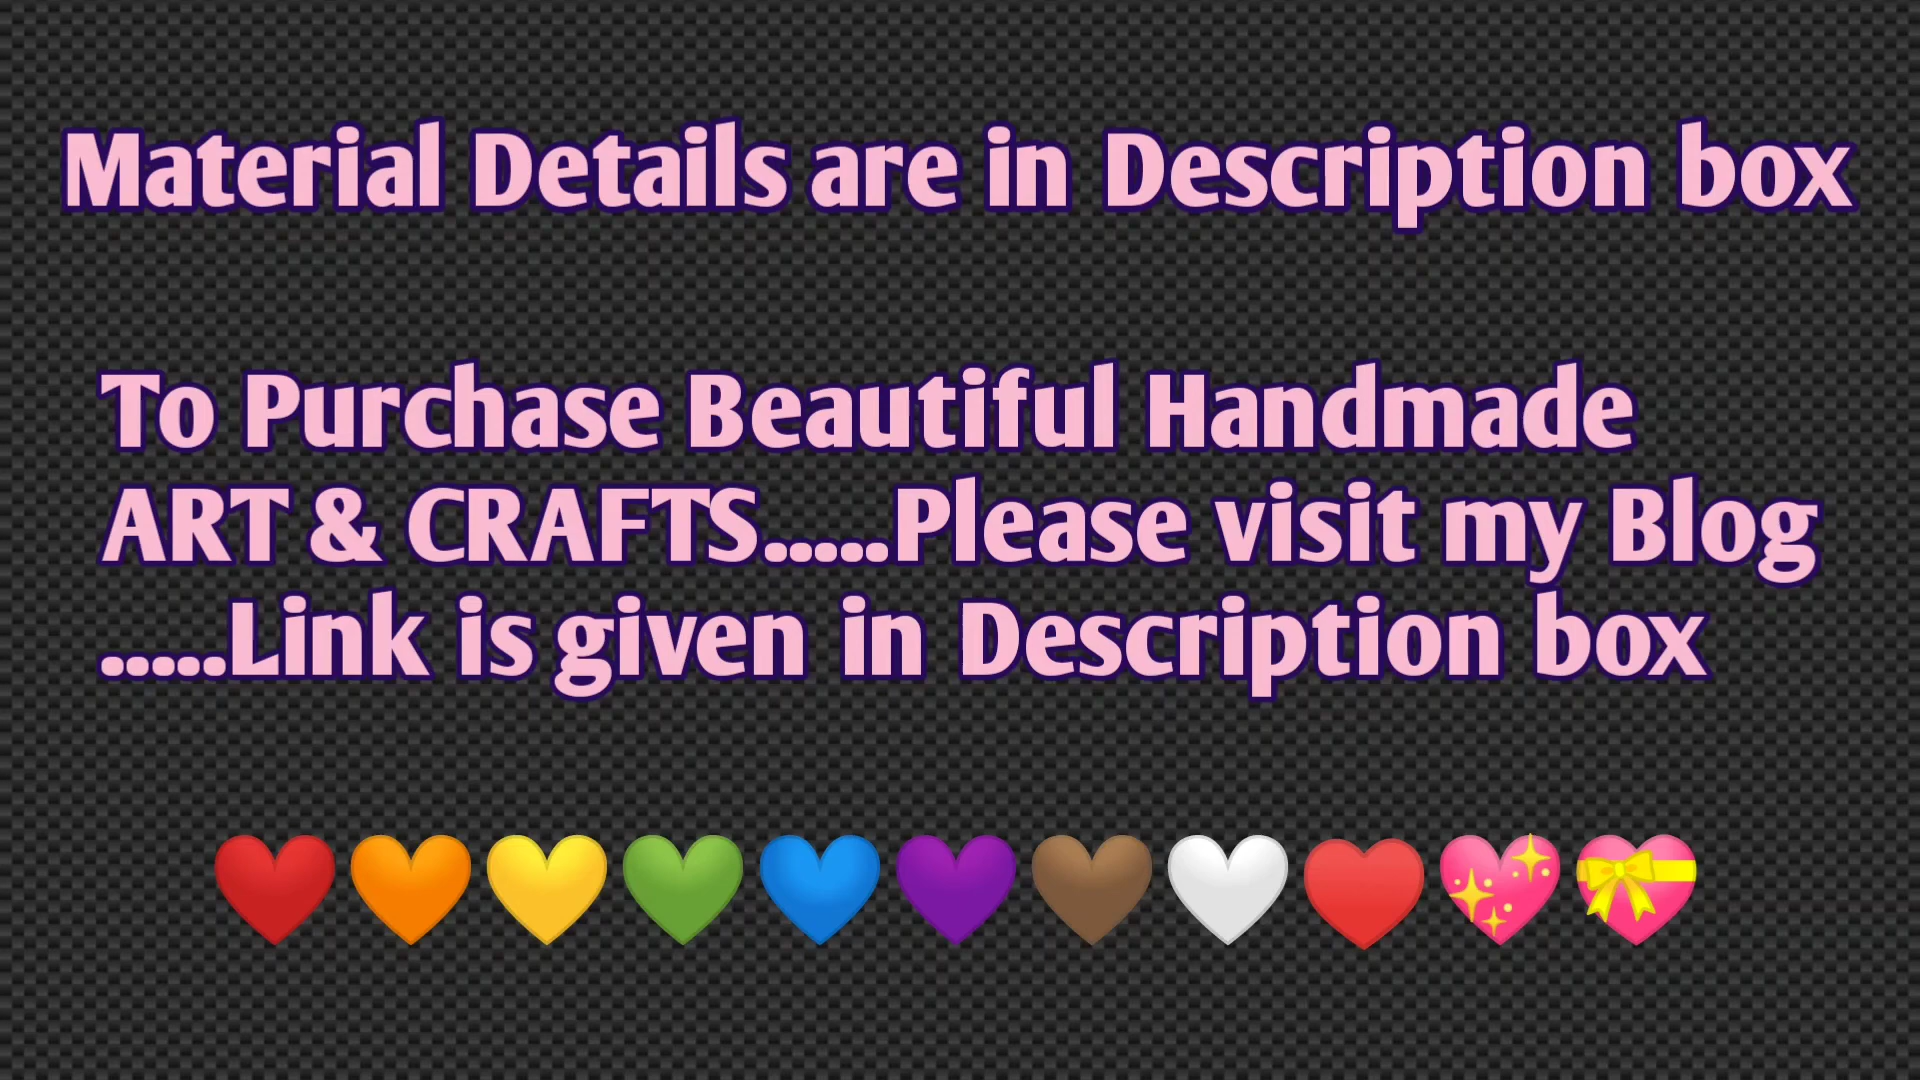 Material Details are in Description box
To Purchase Beautiful Handmade
ART & CRAFTS.....Please visit my Blog
.....Link is given in Description box